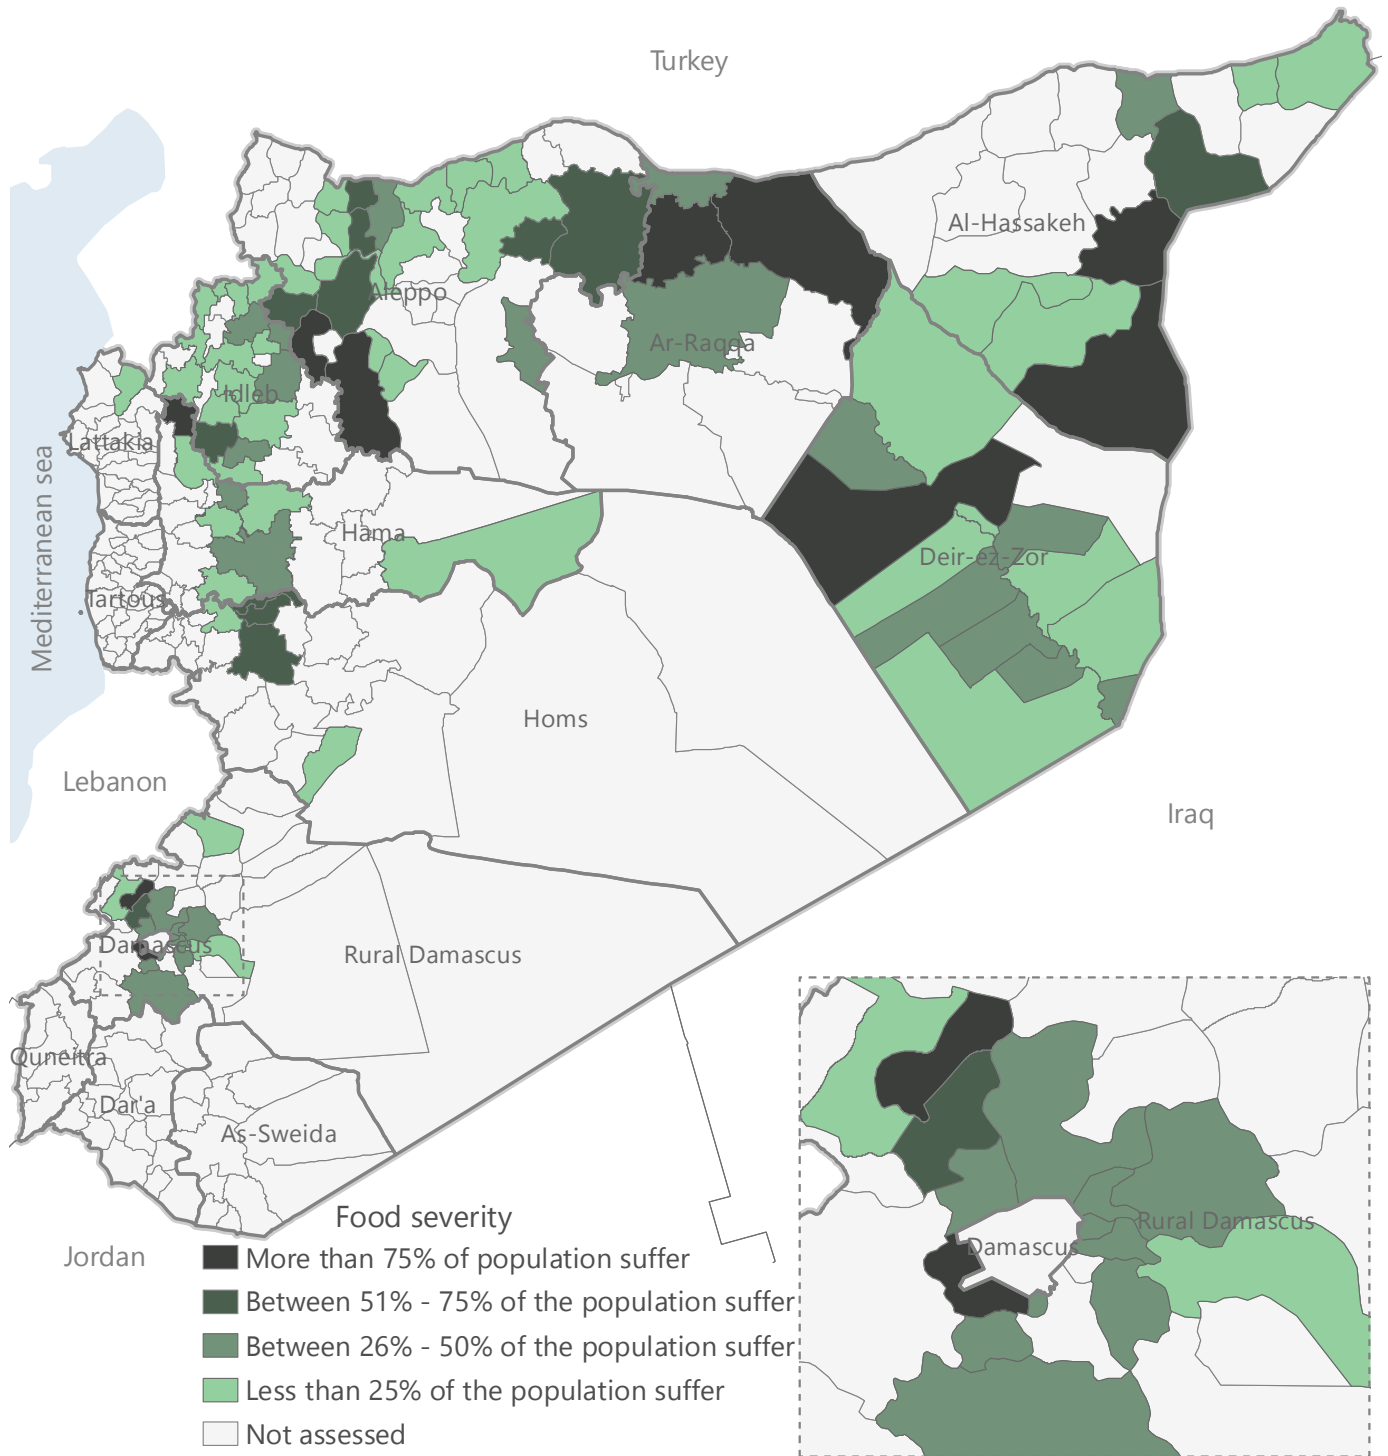 Turkey
Al-Hassakeh
Aleppo
Ar-Raqqa
Idleb
Lattakia
Mediterranean sea
Hama
Deir-ez-Zor
Tartous
Homs
Lebanon
Iraq
Damascus
Rural Damascus
Quneitra
Dar'a
As-Sweida
Jordan
Food severity
More than 75% of population suffer
Between 51% - 75% of the population suffer
Between 26% - 50% of the population suffer
Less than 25% of the population suffer
Not assessed
Rural Damascus
Damascus